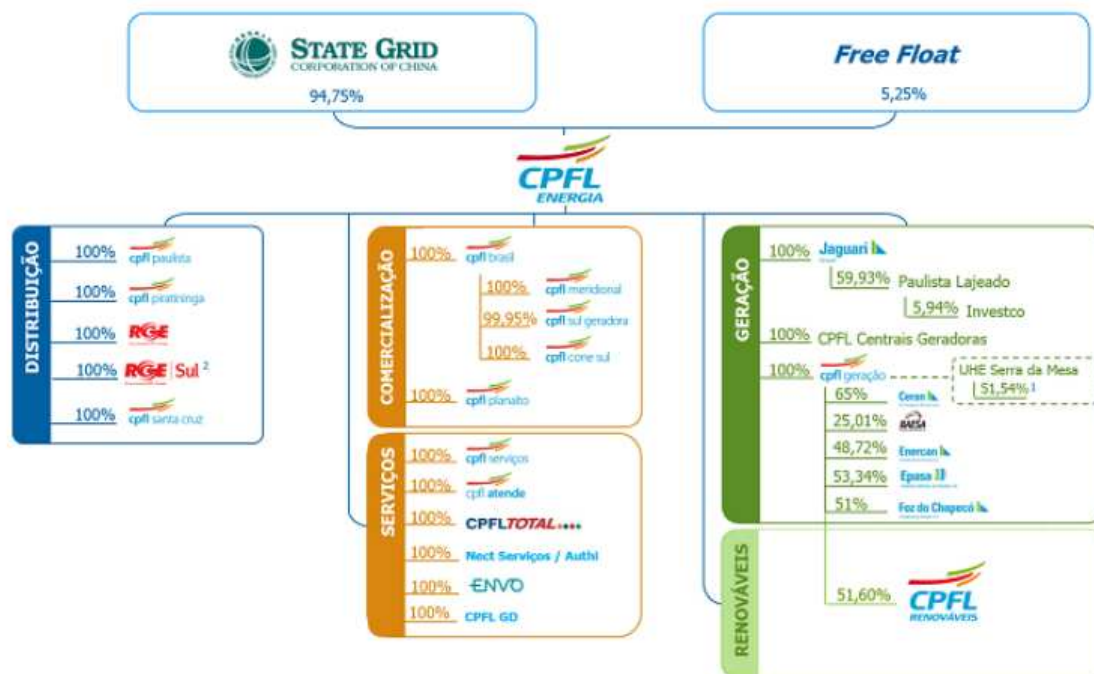 STATE GRID
CORPORATION OF CHINA
94,75%
Free Float
5,25%
CPFL
ENERGIA
DISTRIBUIÇÃO
100% cpfl paulista
100% cpfl piratininga
100% RGE
100% RGE Sul 2
100% cpfl santa cruz
COMERCIALIZAÇÃO
100% cpfl brasil
100% cpfl meridional
99,95% cpfl sul geradora
100% cpfl cone sul
100% cpfl planalto
SERVIÇOS
100% cpfl serviços
100% cpfl atende
100% CPFL TOTAL
100% Nect Serviços / Authi
100% ENVO
100% CPFL GD
GERAÇÃO
100% Jaguari
59,93% Paulista Lajeado
5,94% Investco
100% CPFL Centrais Geradoras
100% cpfl geração
UHE Serra da Mesa
51,54% 1
65% Ceran
25,01% BAESA
48,72% Enercan
53,34% Epasa
51% Foz do Chapecó
RENOVÁVEIS
51,60% CPFL
RENOVÁVEIS